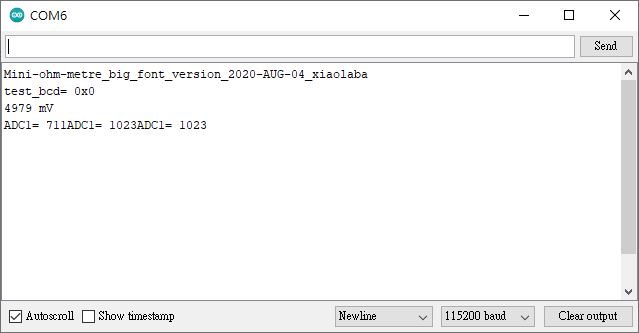 COM6
Send
Mini-ohm-metre_big_font_version_2020-AUG-04_xiaolaba
test_bcd= 0x0
4979 mV
ADC1= 711ADC1= 1023ADC1= 1023
Autoscroll Show timestamp Newline 115200 baud Clear output